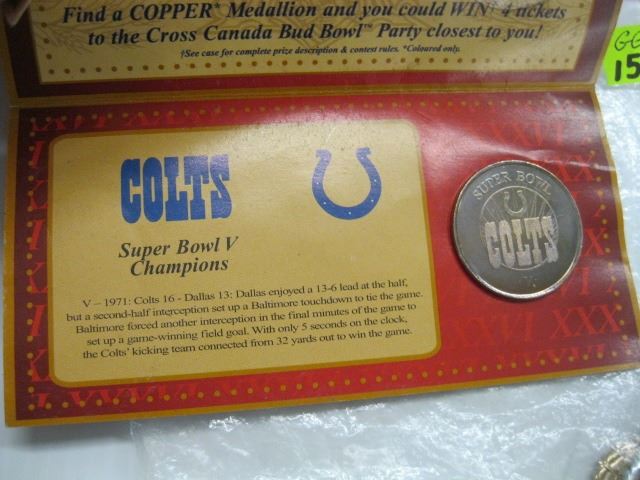 Find a COPPER* Medallion and you could WIN† 4 tickets
to the Cross Canada Bud Bowl™ Party closest to you!
†See case for complete prize description & contest rules. *Coloured only.
GG
15
COLTS
Super Bowl V
Champions
V – 1971: Colts 16 - Dallas 13: Dallas enjoyed a 13-6 lead at the half,
but a second-half interception set up a Baltimore touchdown to tie the game.
Baltimore forced another interception in the final minutes of the game to
set up a game-winning field goal. With only 5 seconds on the clock,
the Colts' kicking team connected from 32 yards out to win the game.
SUPER BOWL
COLTS
XXX